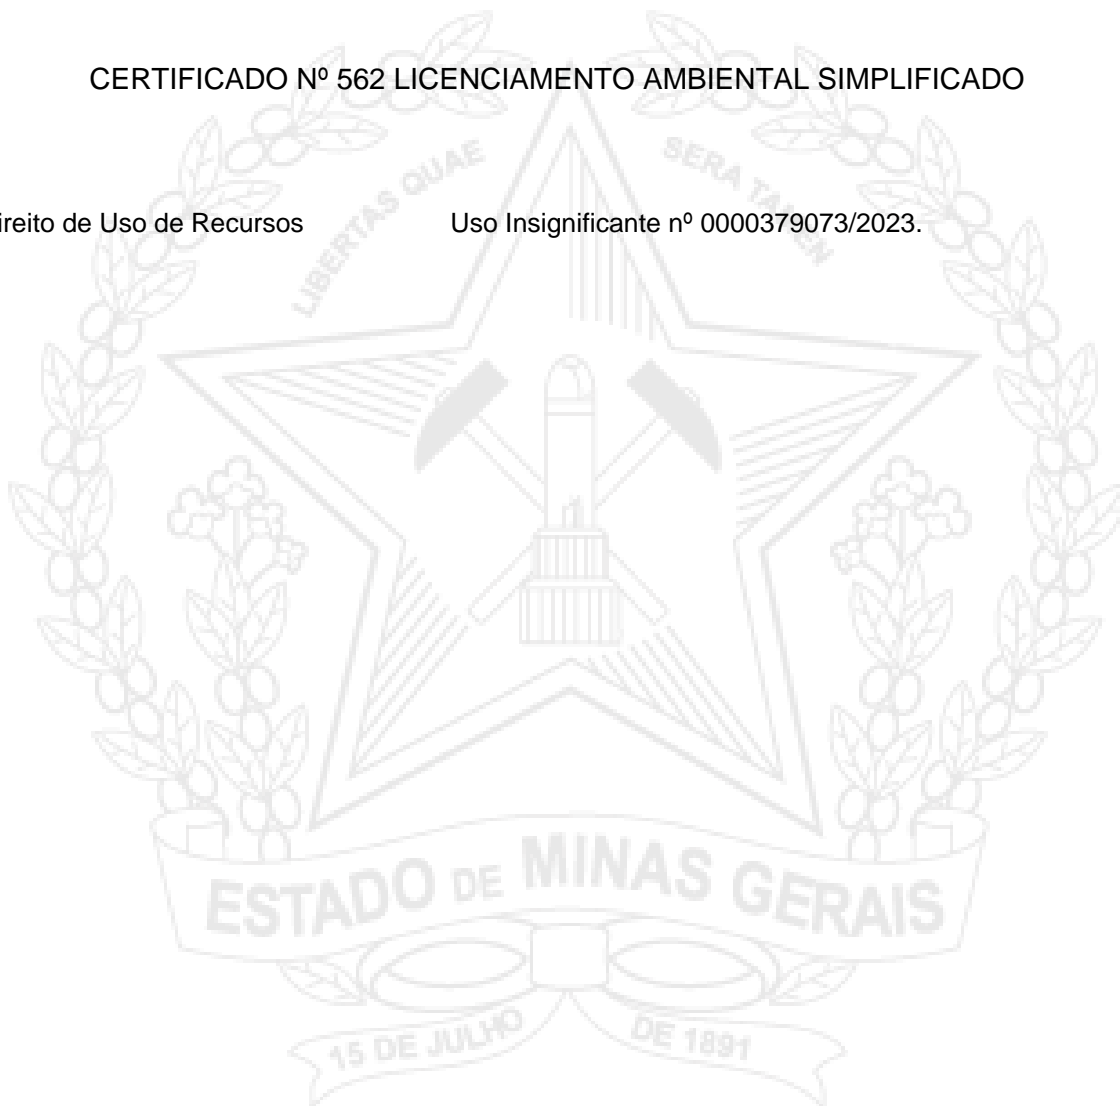 CERTIFICADO Nº 562 LICENCIAMENTO AMBIENTAL SIMPLIFICADO
LIBERTAS QUAE SERA TAMEN
ireito de Uso de Recursos Uso Insignificante nº 0000379073/2023.
ESTADO DE MINAS GERAIS
15 DE JULHO DE 1891